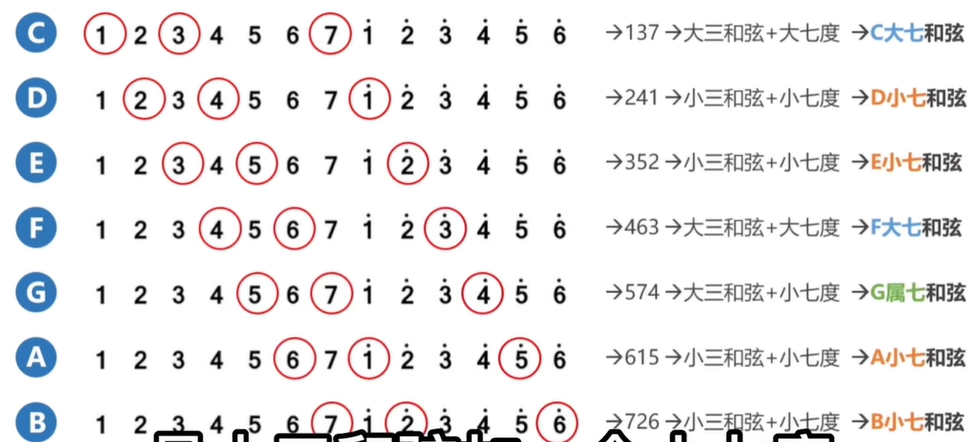 C 1 2 3 4 5 6 7 1̇ 2̇ 3̇ 4̇ 5̇ 6̇ →137→大三和弦+大七度 →C大七和弦
D 1 2 3 4 5 6 7 1̇ 2̇ 3̇ 4̇ 5̇ 6̇ →241→小三和弦+小七度 →D小七和弦
E 1 2 3 4 5 6 7 1̇ 2̇ 3̇ 4̇ 5̇ 6̇ →352→小三和弦+小七度 →E小七和弦
F 1 2 3 4 5 6 7 1̇ 2̇ 3̇ 4̇ 5̇ 6̇ →463→大三和弦+大七度 →F大七和弦
G 1 2 3 4 5 6 7 1̇ 2̇ 3̇ 4̇ 5̇ 6̇ →574→大三和弦+小七度 →G属七和弦
A 1 2 3 4 5 6 7 1̇ 2̇ 3̇ 4̇ 5̇ 6̇ →615→小三和弦+小七度 →A小七和弦
B 1 2 3 4 5 6 7 1̇ 2̇ 3̇ 4̇ 5̇ 6̇ →726→小三和弦+小七度 →B小七和弦